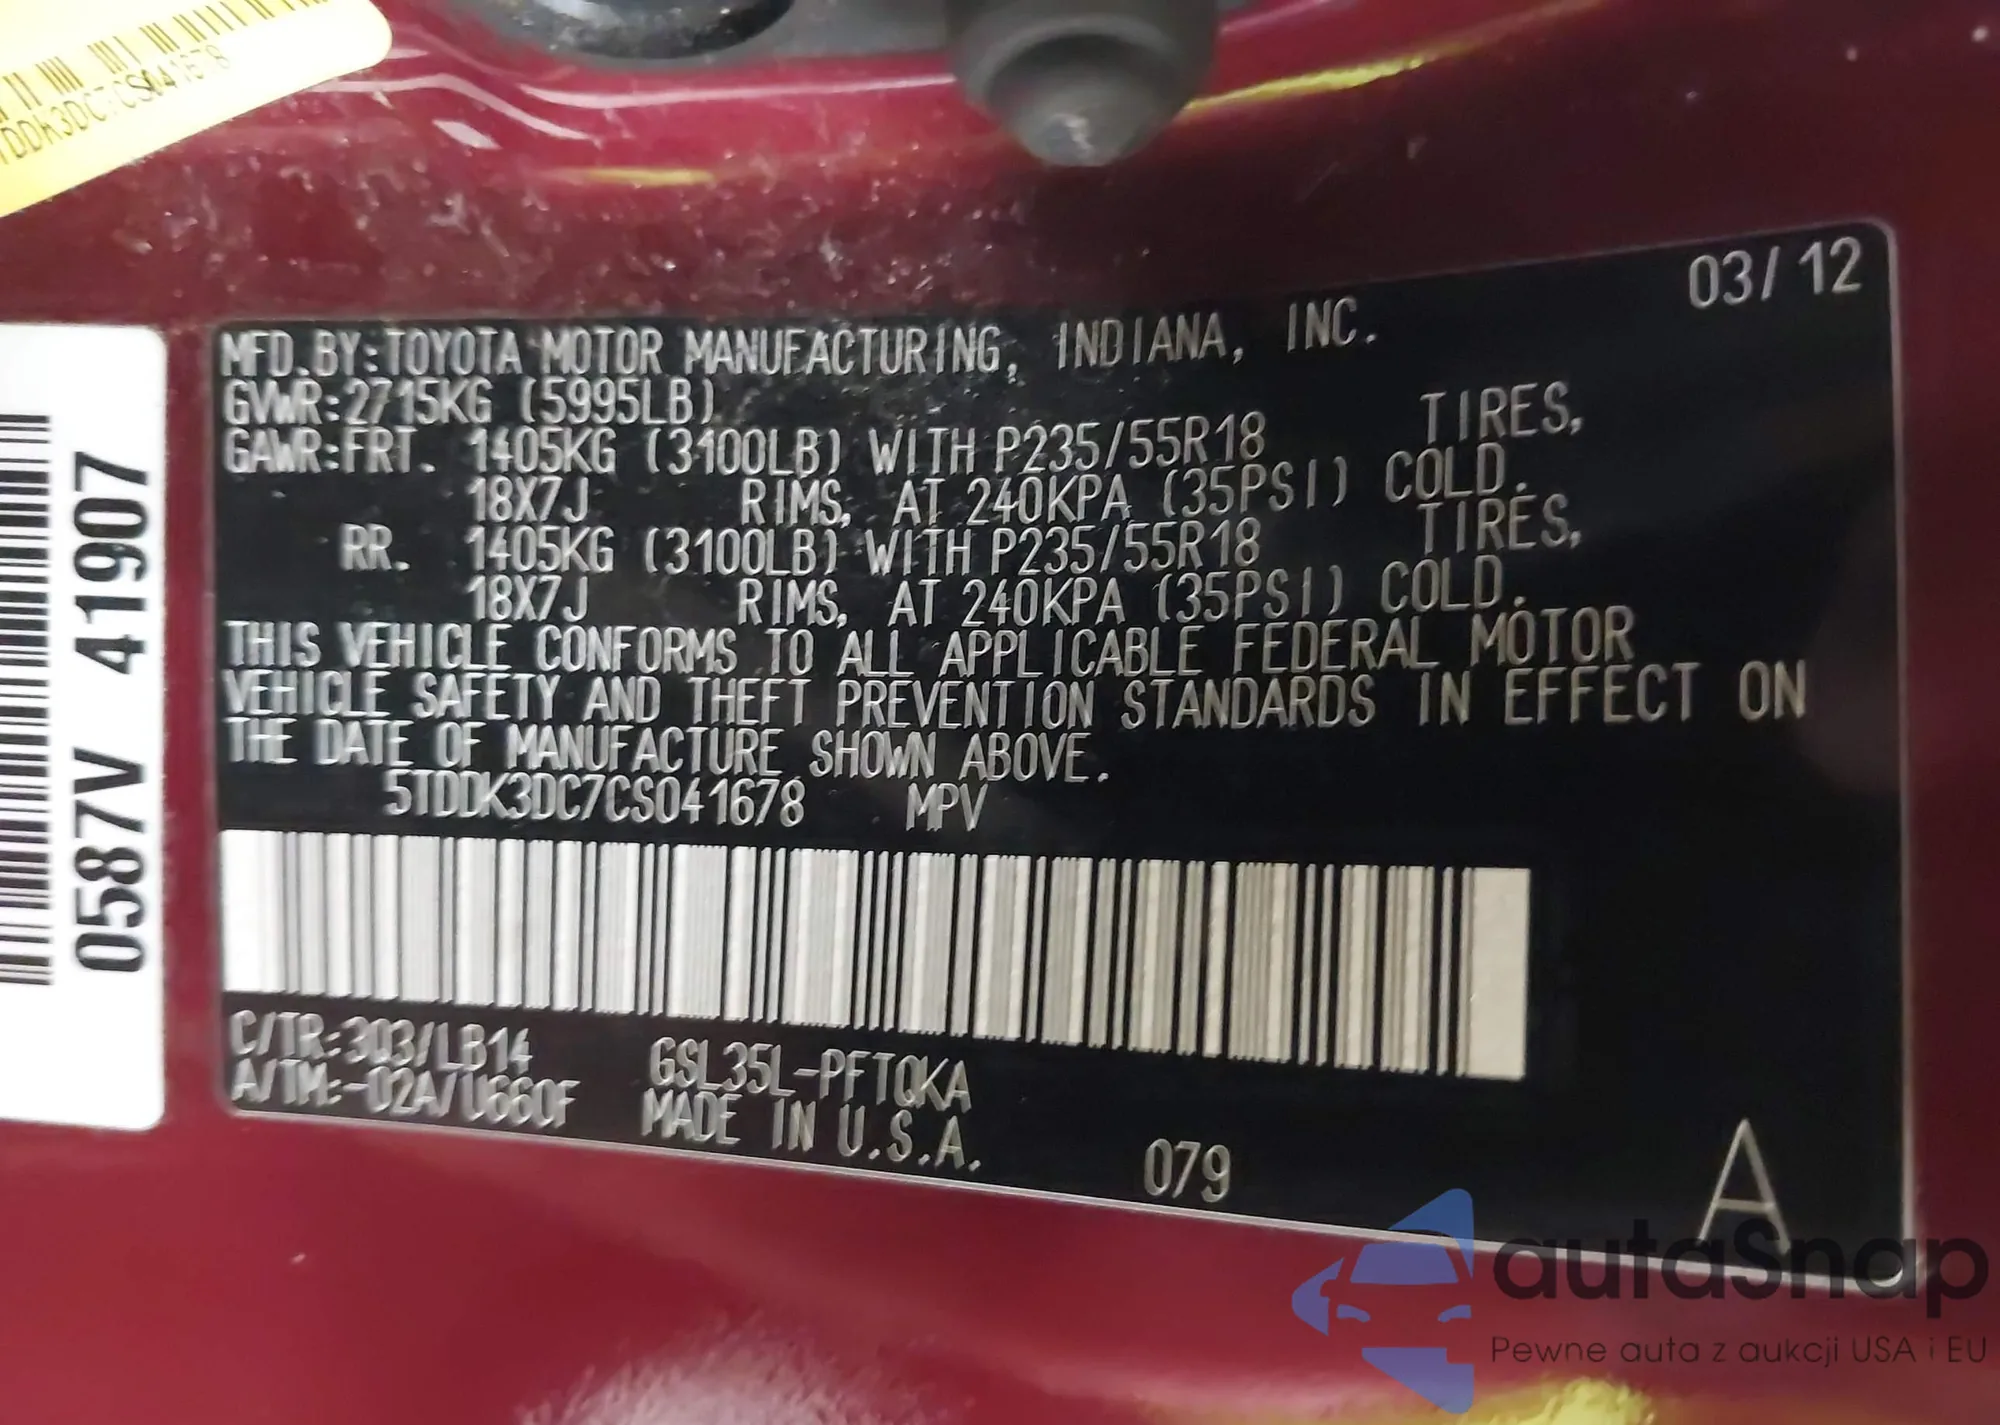 DDK3DC7CS041678
0587V 41907
03/12
MFD.BY:TOYOTA MOTOR MANUFACTURING, INDIANA, INC.
GVWR:2715KG (5995LB)
GAWR:FRT. 1405KG (3100LB) WITH P235/55R18 TIRES,
18X7J RIMS, AT 240KPA (35PSI) COLD.
RR. 1405KG (3100LB) WITH P235/55R18 TIRES,
18X7J RIMS, AT 240KPA (35PSI) COLD.
THIS VEHICLE CONFORMS TO ALL APPLICABLE FEDERAL MOTOR
VEHICLE SAFETY AND THEFT PREVENTION STANDARDS IN EFFECT ON
THE DATE OF MANUFACTURE SHOWN ABOVE.
5TDDK3DC7CS041678 MPV
C/TR:3Q3/LB14 GSL35L-PFTQKA
A/TM:-02A/U660F MADE IN U.S.A.
079
A
autaSnap
Pewne auta z aukcji USA i EU